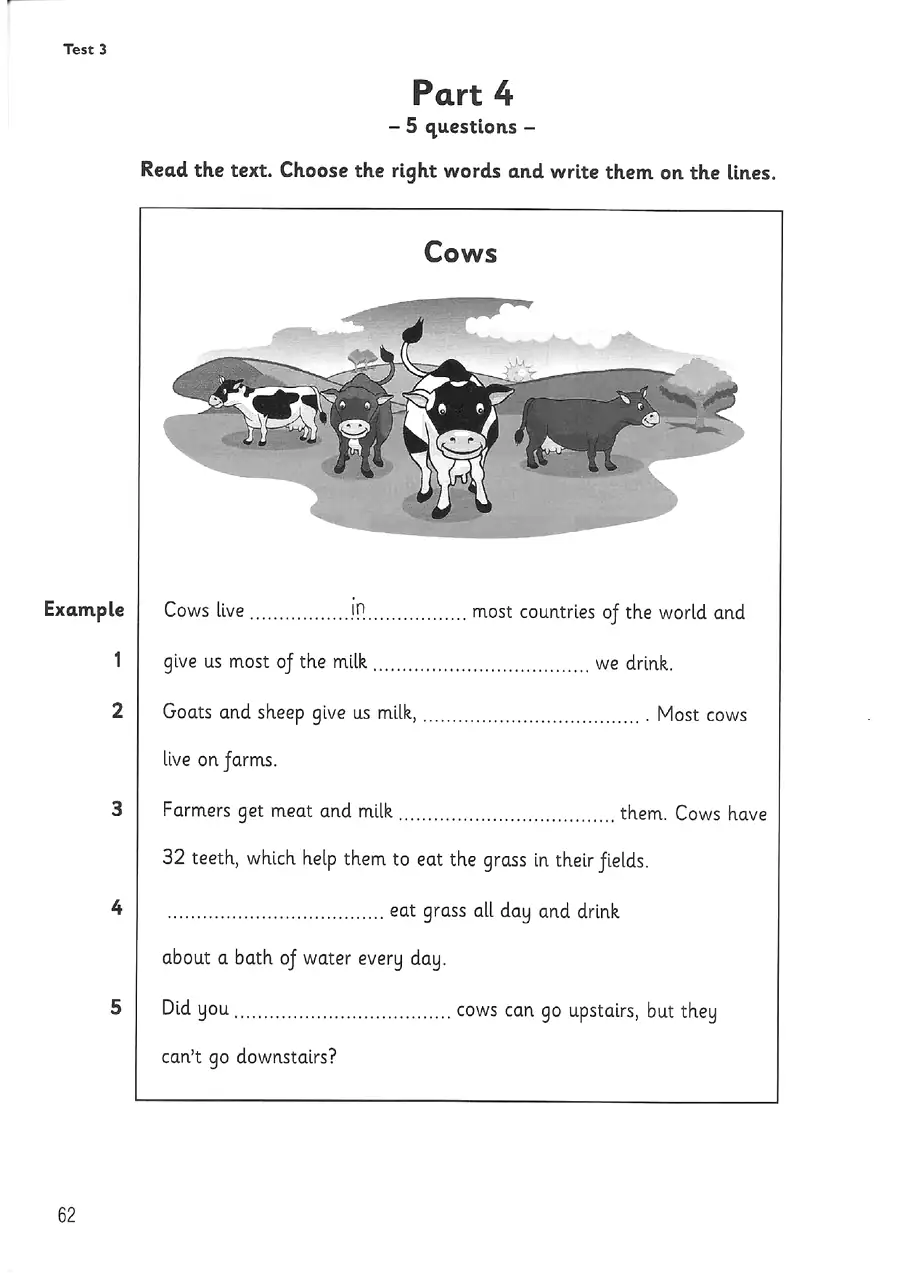 Test 3
Part 4
– 5 questions –
Read the text. Choose the right words and write them on the lines.
Cows
Example Cows live ................in................. most countries of the world and
1 give us most of the milk ..................................... we drink.
2 Goats and sheep give us milk, ..................................... . Most cows
live on farms.
3 Farmers get meat and milk ..................................... them. Cows have
32 teeth, which help them to eat the grass in their fields.
4 ..................................... eat grass all day and drink
about a bath of water every day.
5 Did you ..................................... cows can go upstairs, but they
can't go downstairs?
62